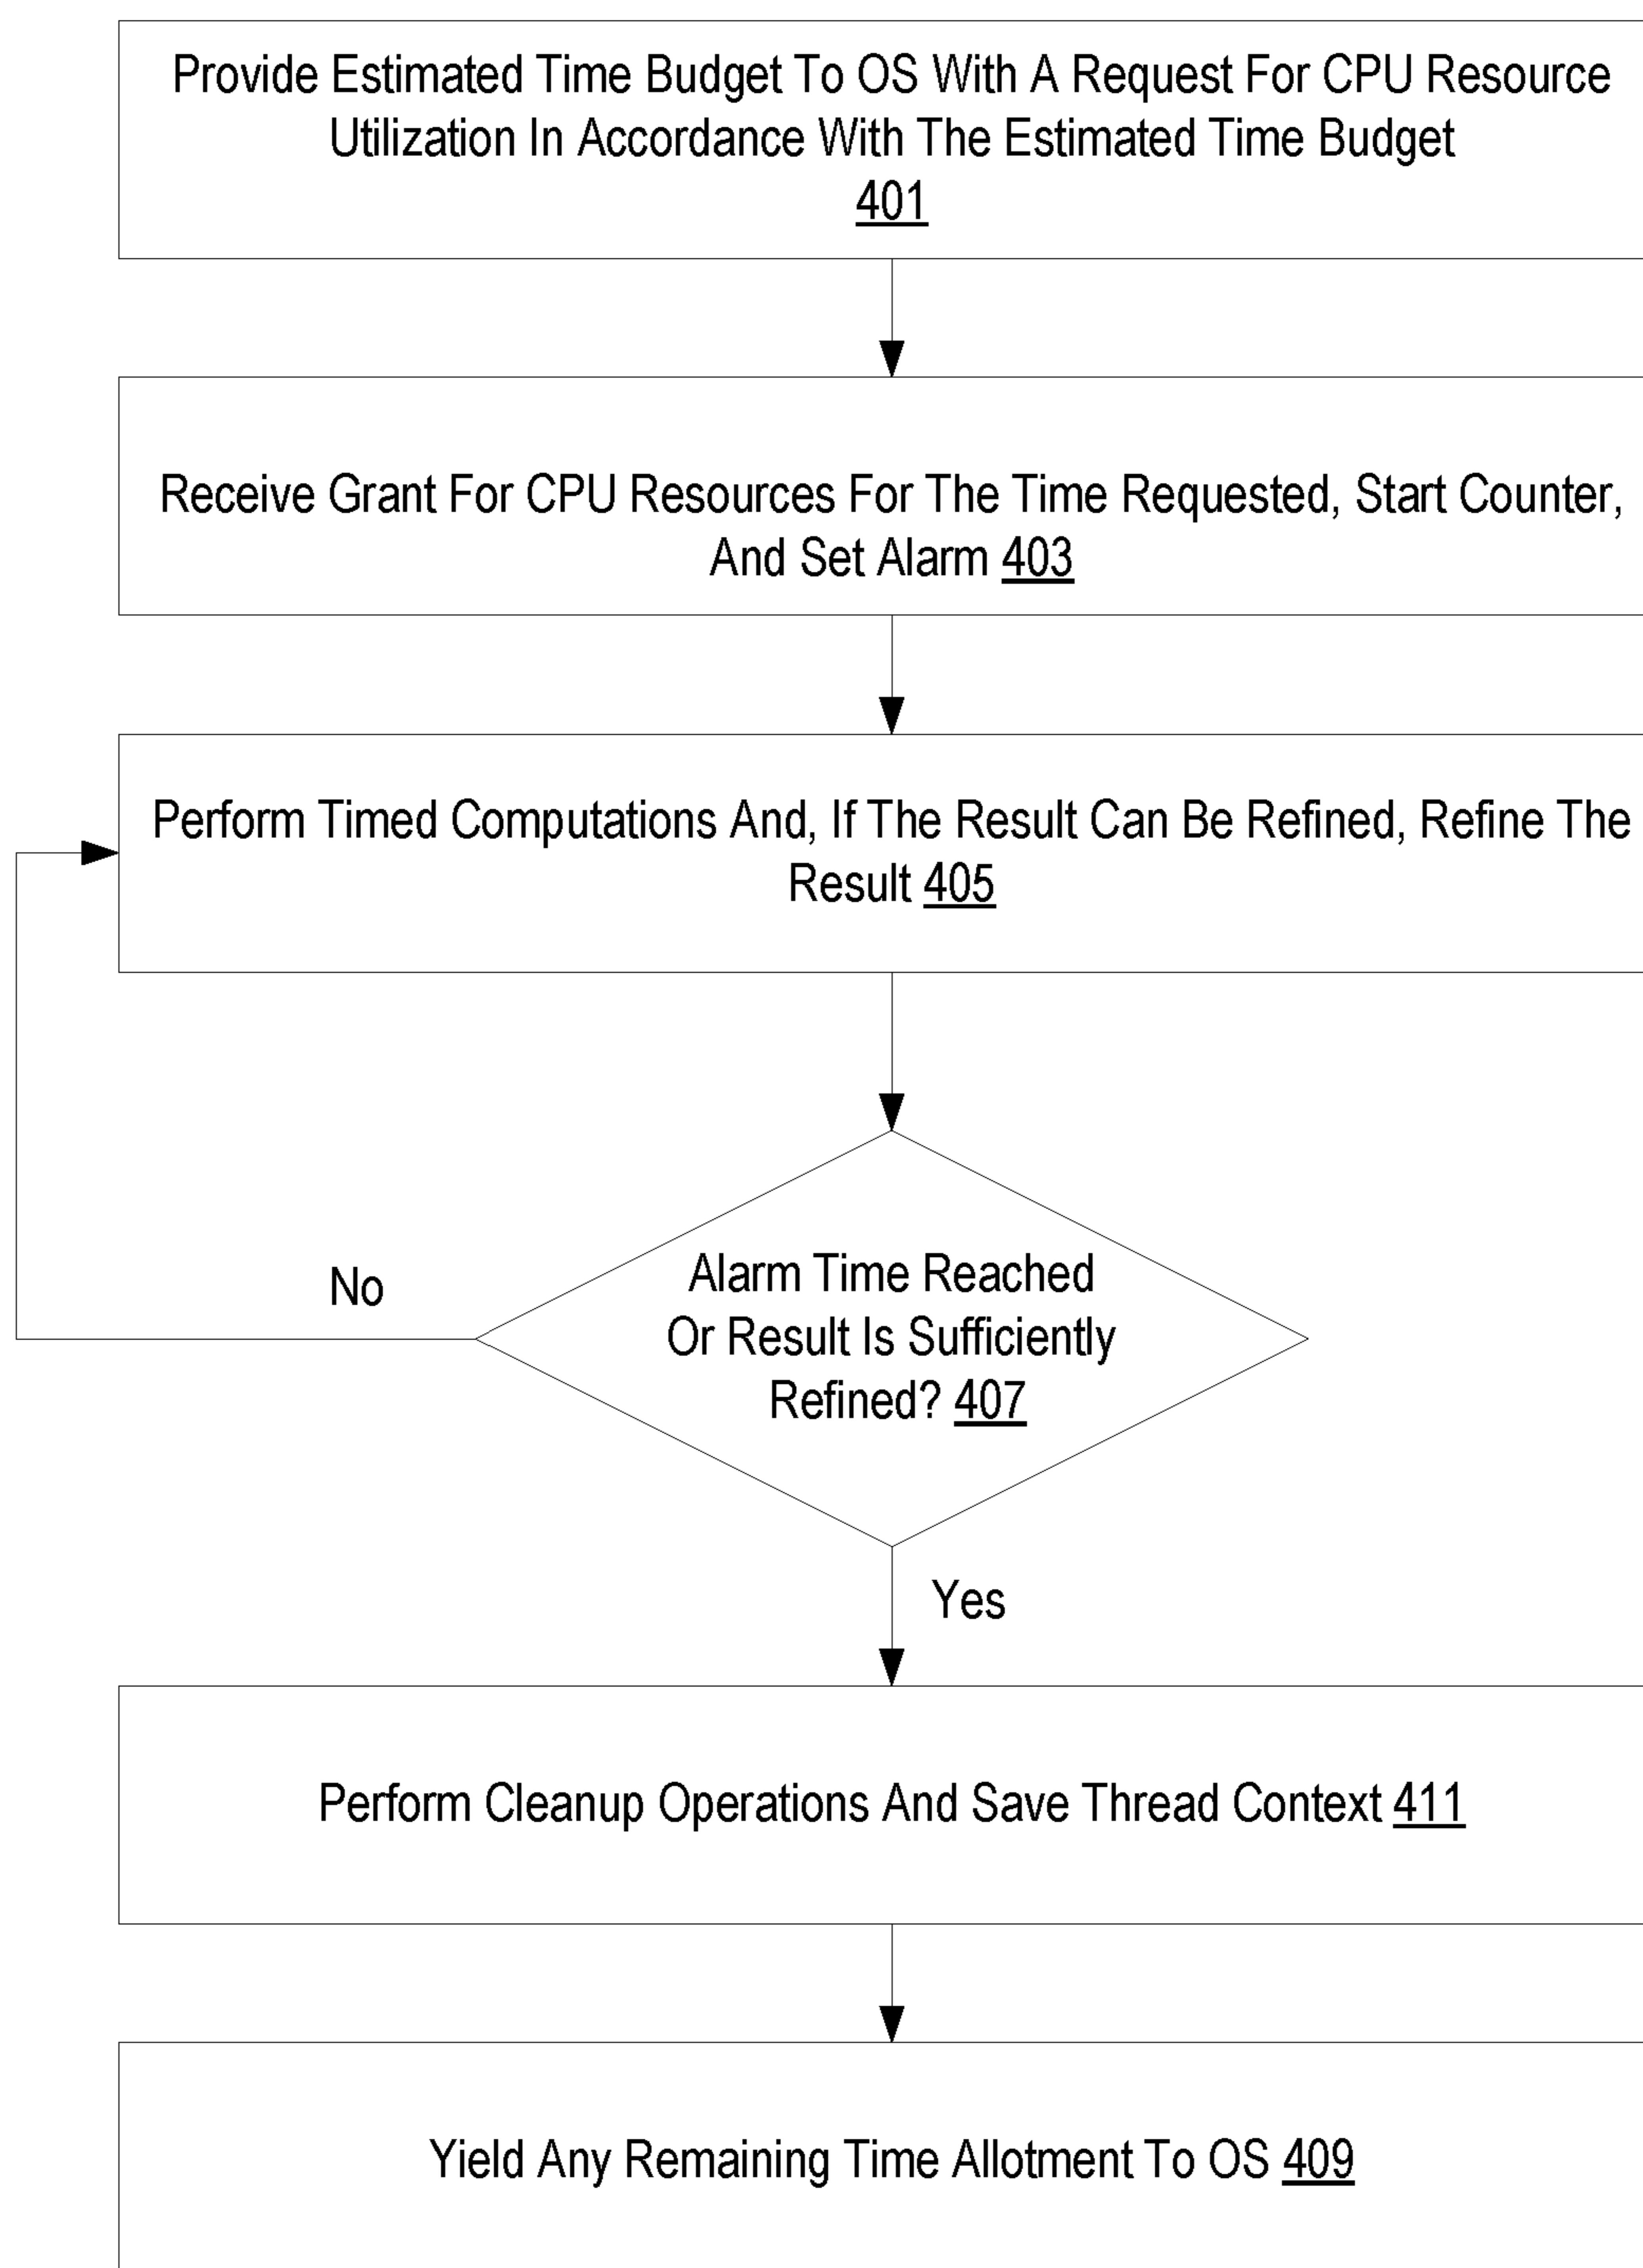 Provide Estimated Time Budget To OS With A Request For CPU Resource
Utilization In Accordance With The Estimated Time Budget
401
Receive Grant For CPU Resources For The Time Requested, Start Counter,
And Set Alarm 403
Perform Timed Computations And, If The Result Can Be Refined, Refine The
Result 405
Alarm Time Reached
Or Result Is Sufficiently
Refined? 407
No
Yes
Perform Cleanup Operations And Save Thread Context 411
Yield Any Remaining Time Allotment To OS 409